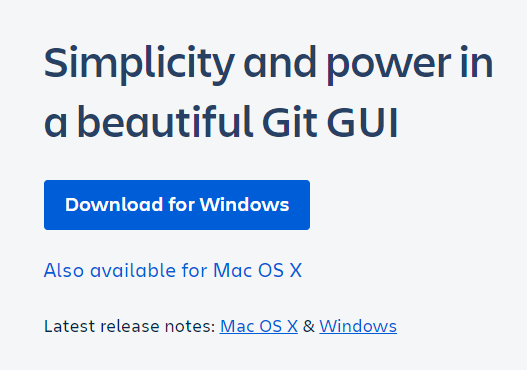 Simplicity and power in
a beautiful Git GUI
Download for Windows
Also available for Mac OS X
Latest release notes: Mac OS X & Windows